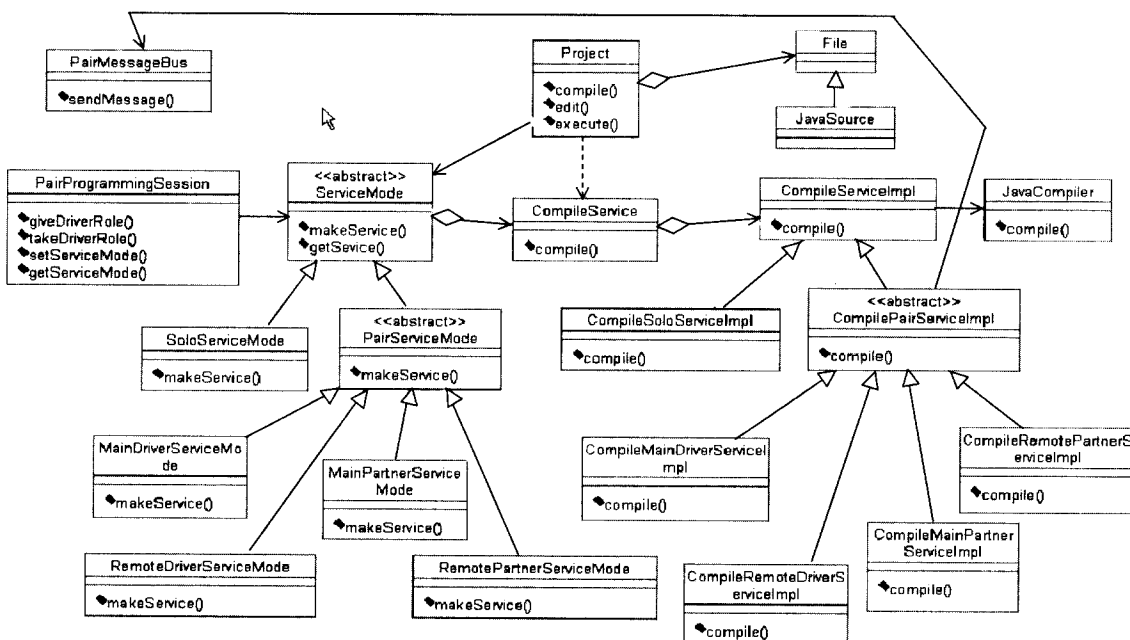 PairMessageBus
sendMessage()
Project
compile()
edit()
execute()
File
JavaSource
PairProgrammingSession
giveDriverRole()
takeDriverRole()
setServiceMode()
getServiceMode()
<<abstract>>
ServiceMode
makeService()
getSevice()
CompileService
compile()
CompileServiceImpl
compile()
JavaCompiler
compile()
SoloServiceMode
makeService()
<<abstract>>
PairServiceMode
makeService()
CompileSoloServiceImpl
compile()
<<abstract>>
CompilePairServiceImpl
compile()
MainDriverServiceMo
de
makeService()
MainPartnerService
Mode
makeService()
CompileMainDriverServiceI
mpl
compile()
CompileRemotePartnerS
erviceImpl
compile()
RemoteDriverServiceMode
makeService()
RemotePartnerServiceMode
makeService()
CompileRemoteDriverS
erviceImpl
compile()
CompileMainPartner
ServiceImpl
compile()